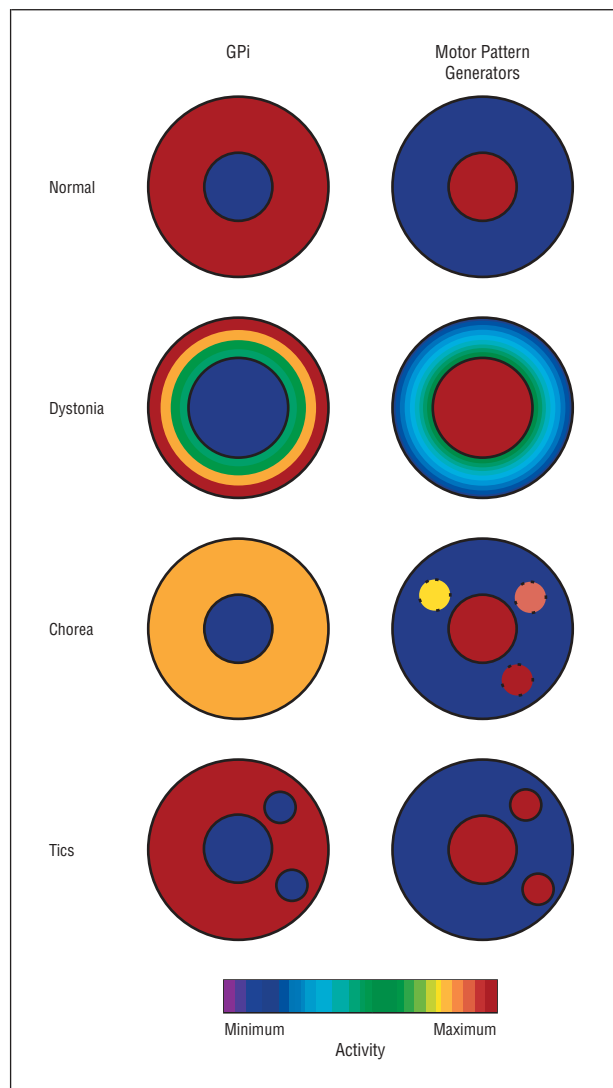 GPi
Motor Pattern
Generators
Normal
Dystonia
Chorea
Tics
Minimum
Maximum
Activity